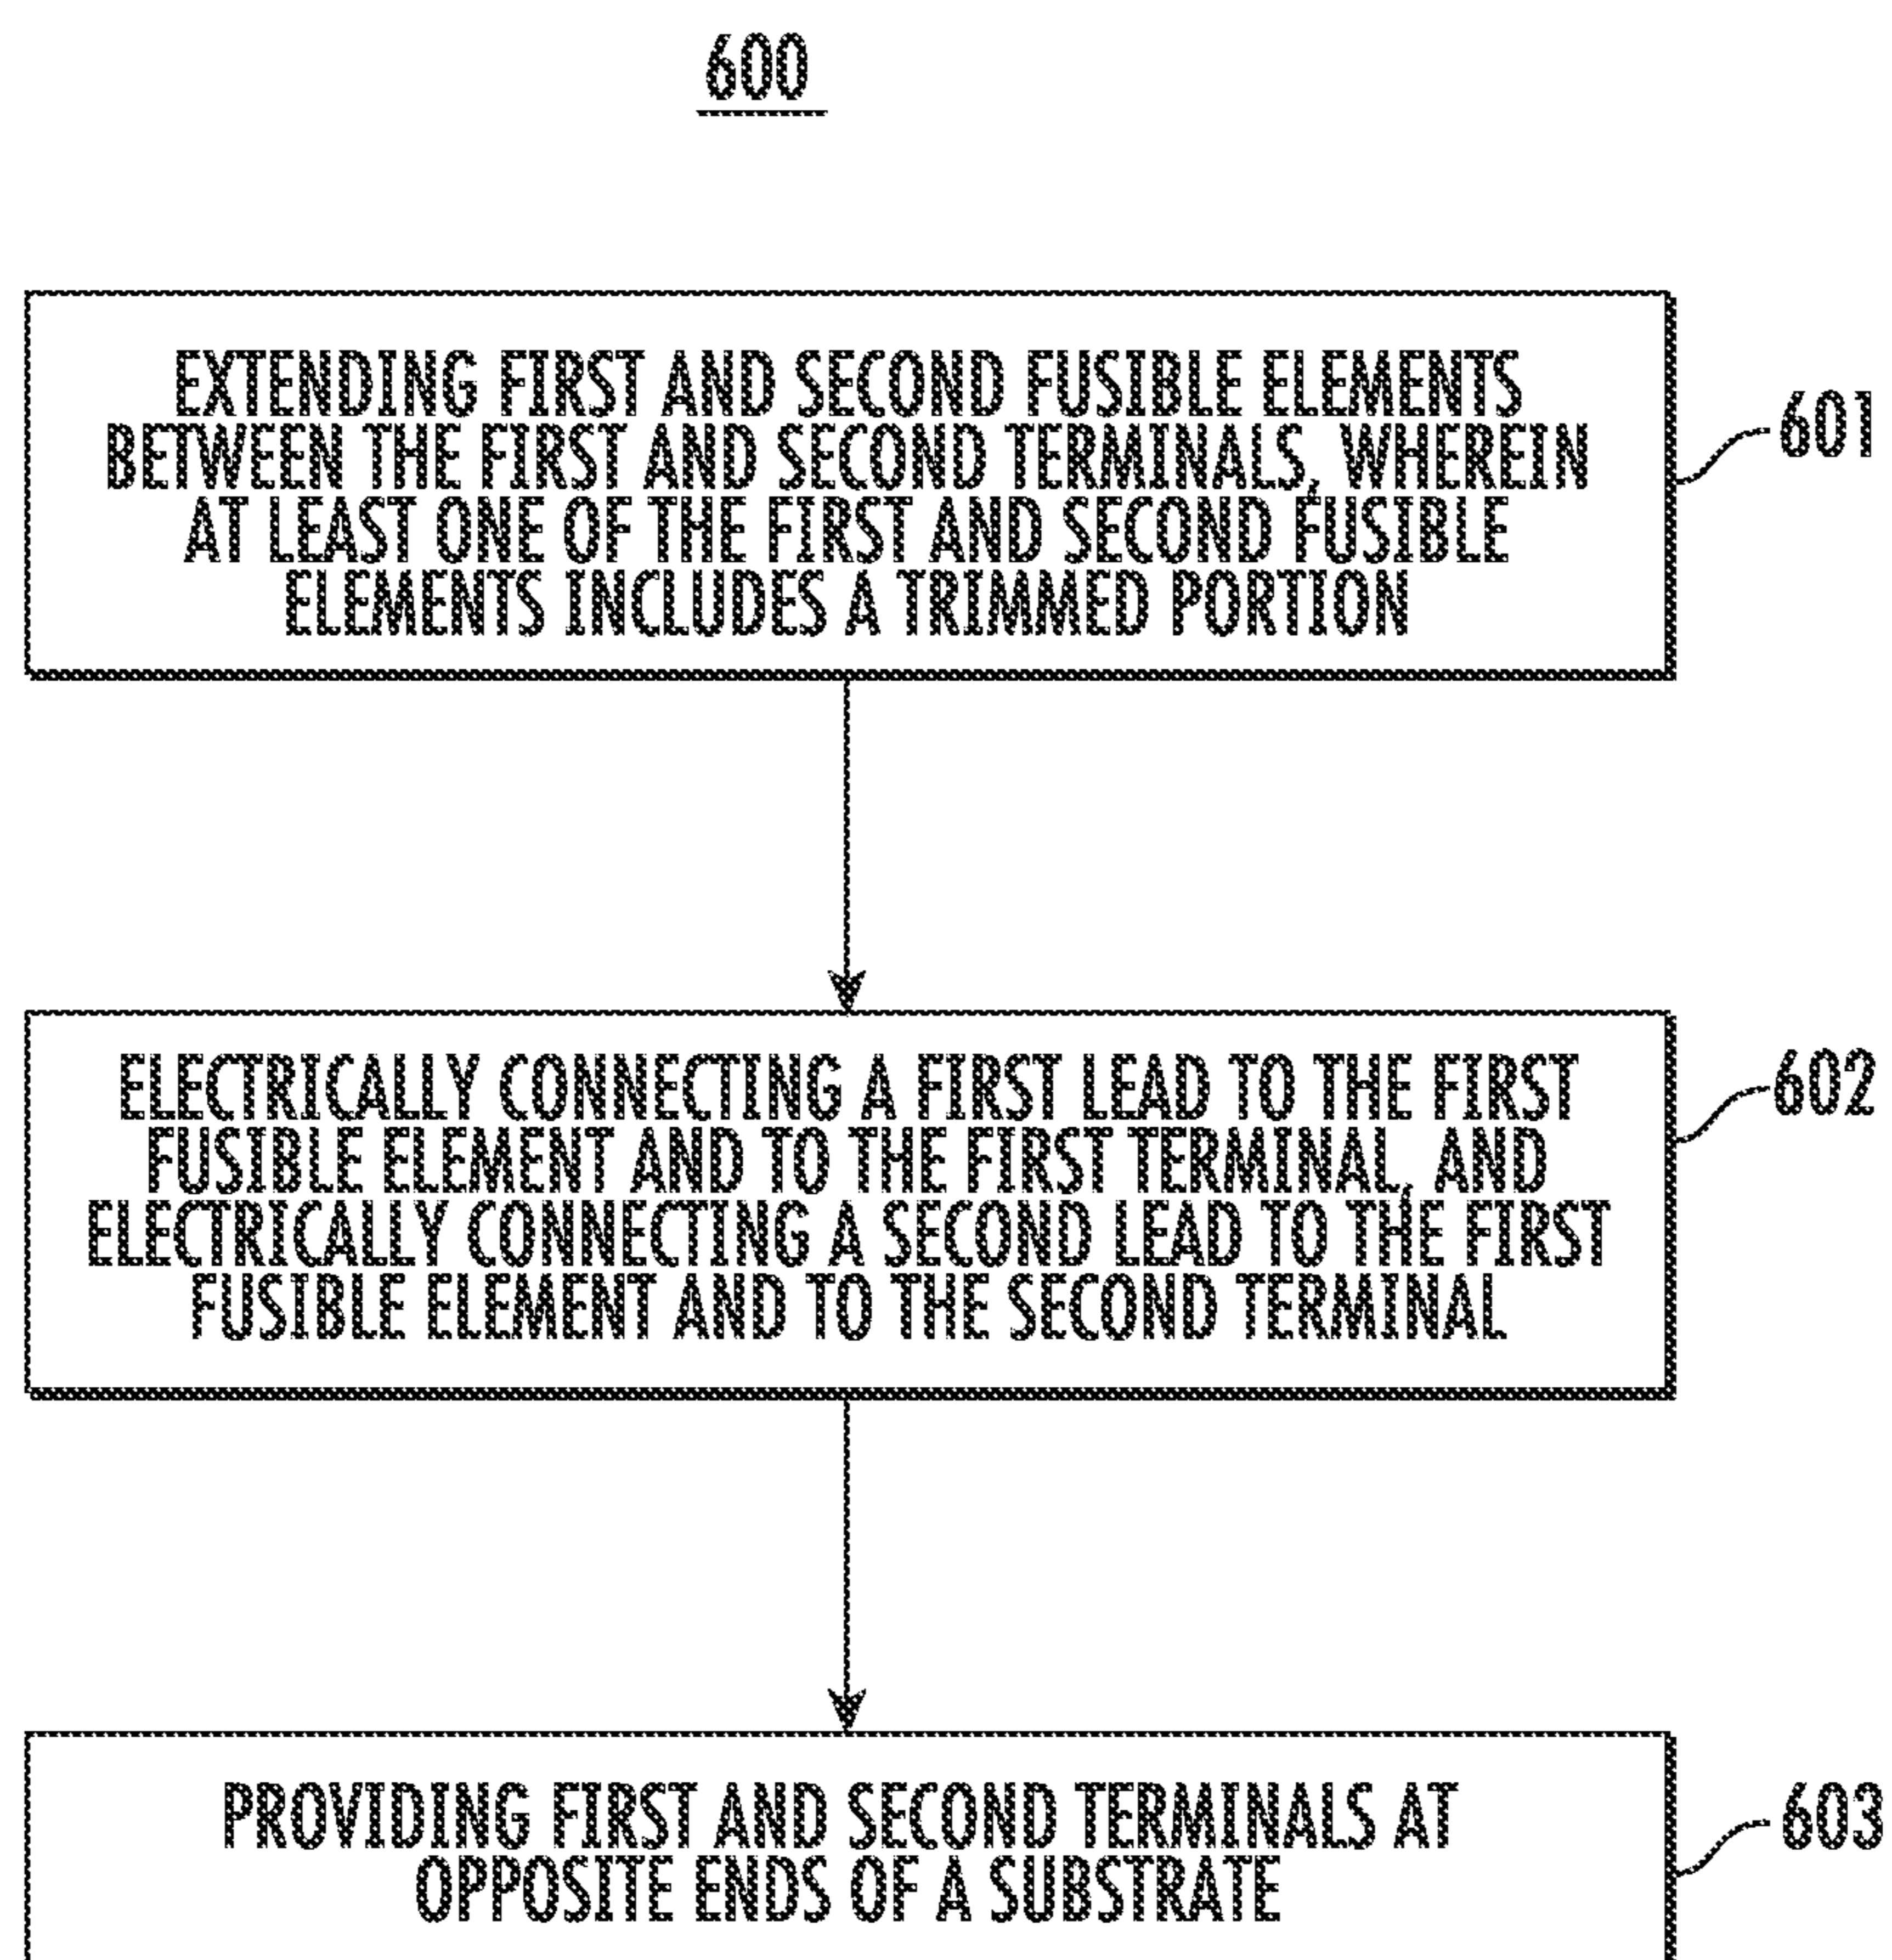 600
EXTENDING FIRST AND SECOND FUSIBLE ELEMENTS
BETWEEN THE FIRST AND SECOND TERMINALS, WHEREIN
AT LEAST ONE OF THE FIRST AND SECOND FUSIBLE
ELEMENTS INCLUDES A TRIMMED PORTION
601
ELECTRICALLY CONNECTING A FIRST LEAD TO THE FIRST
FUSIBLE ELEMENT AND TO THE FIRST TERMINAL, AND
ELECTRICALLY CONNECTING A SECOND LEAD TO THE FIRST
FUSIBLE ELEMENT AND TO THE SECOND TERMINAL
602
PROVIDING FIRST AND SECOND TERMINALS AT
OPPOSITE ENDS OF A SUBSTRATE
603